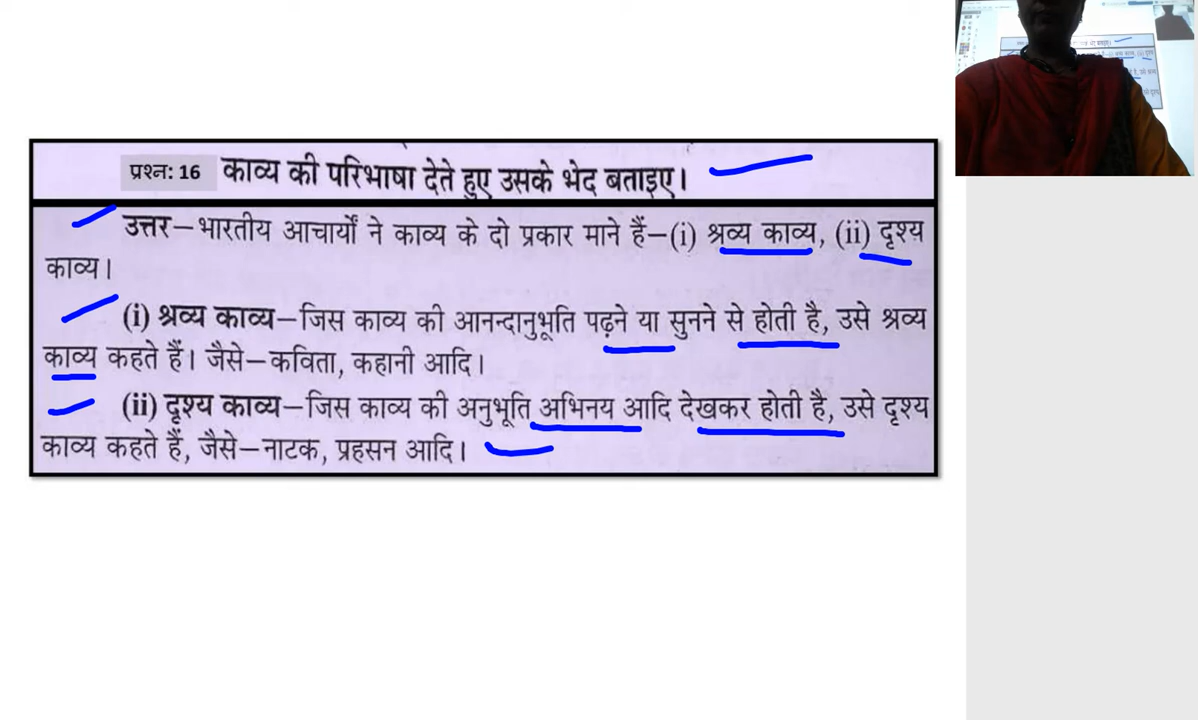 प्रश्न: 16 काव्य की परिभाषा देते हुए उसके भेद बताइए।
उत्तर—भारतीय आचार्यों ने काव्य के दो प्रकार माने हैं—(i) श्रव्य काव्य, (ii) दृश्य
काव्य।
(i) श्रव्य काव्य—जिस काव्य की आनन्दानुभूति पढ़ने या सुनने से होती है, उसे श्रव्य
काव्य कहते हैं। जैसे—कविता, कहानी आदि।
(ii) दृश्य काव्य—जिस काव्य की अनुभूति अभिनय आदि देखकर होती है, उसे दृश्य
काव्य कहते हैं, जैसे—नाटक, प्रहसन आदि।